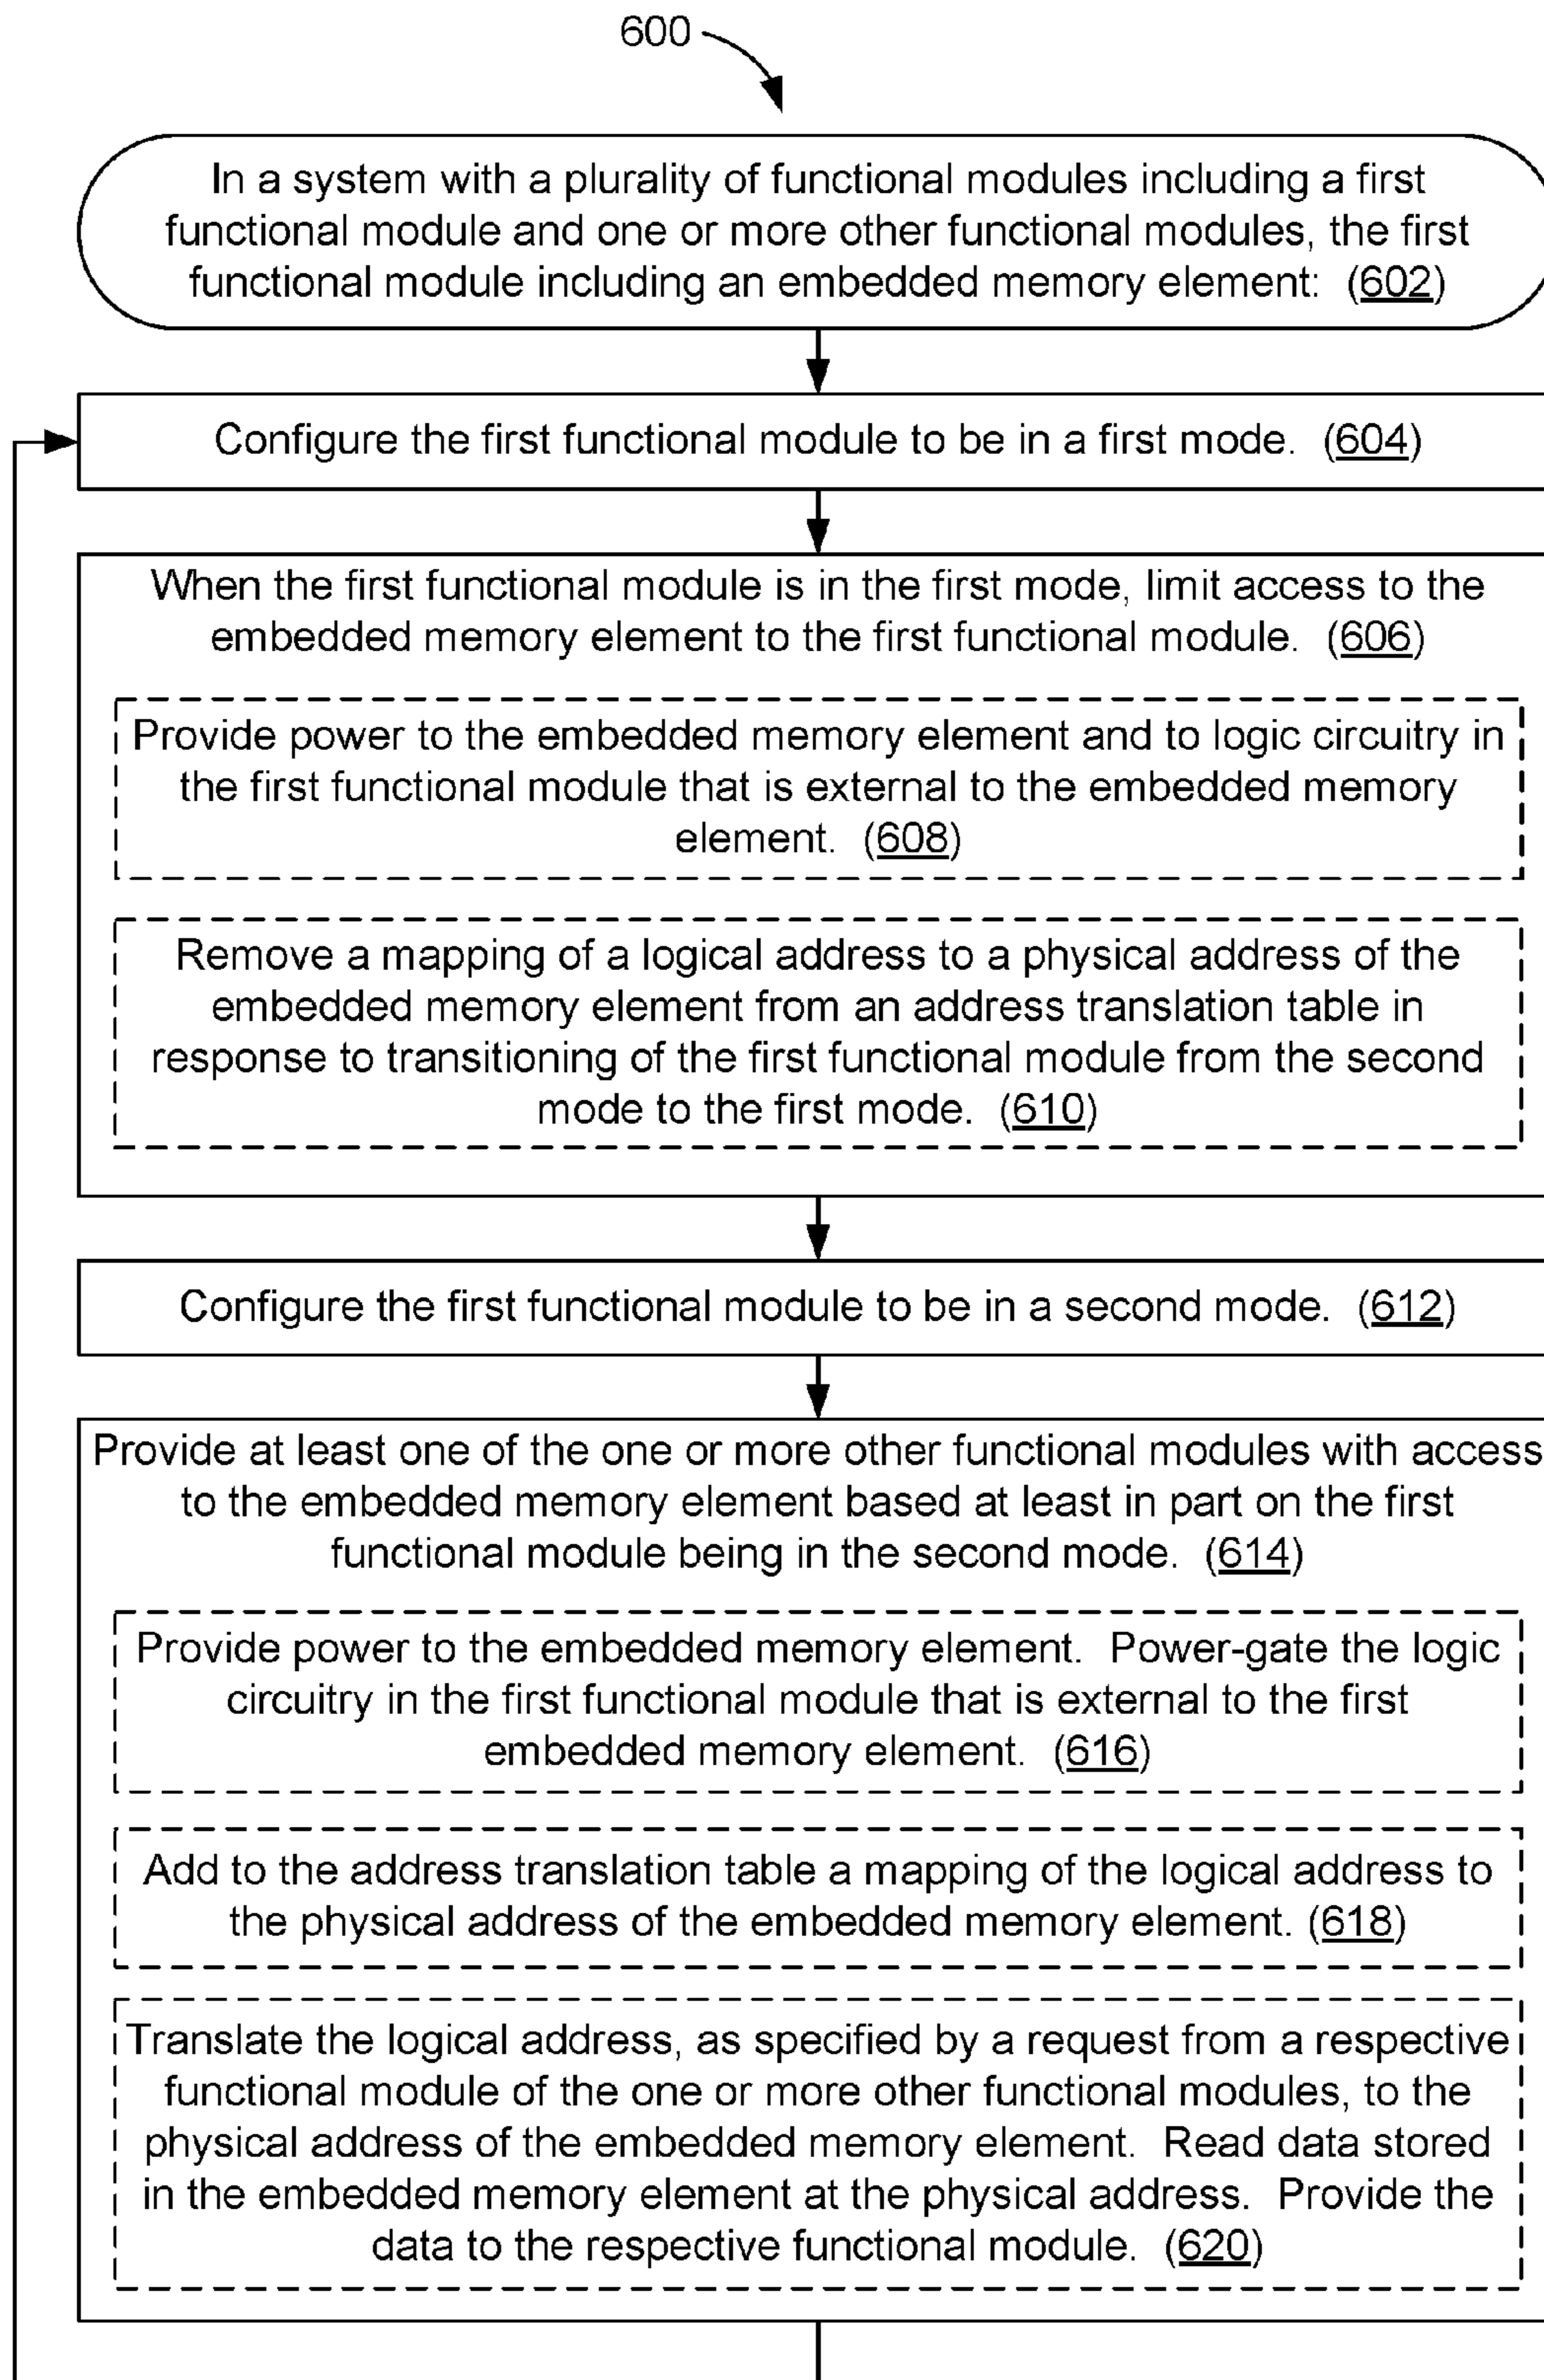 600
In a system with a plurality of functional modules including a first
functional module and one or more other functional modules, the first
functional module including an embedded memory element:  (602)
Configure the first functional module to be in a first mode.  (604)
When the first functional module is in the first mode, limit access to the
embedded memory element to the first functional module.  (606)
Provide power to the embedded memory element and to logic circuitry in
the first functional module that is external to the embedded memory
element.  (608)
Remove a mapping of a logical address to a physical address of the
embedded memory element from an address translation table in
response to transitioning of the first functional module from the second
mode to the first mode.  (610)
Configure the first functional module to be in a second mode.  (612)
Provide at least one of the one or more other functional modules with access
to the embedded memory element based at least in part on the first
functional module being in the second mode.  (614)
Provide power to the embedded memory element.  Power-gate the logic
circuitry in the first functional module that is external to the first
embedded memory element.  (616)
Add to the address translation table a mapping of the logical address to
the physical address of the embedded memory element. (618)
Translate the logical address, as specified by a request from a respective
functional module of the one or more other functional modules, to the
physical address of the embedded memory element.  Read data stored
in the embedded memory element at the physical address.  Provide the
data to the respective functional module.  (620)